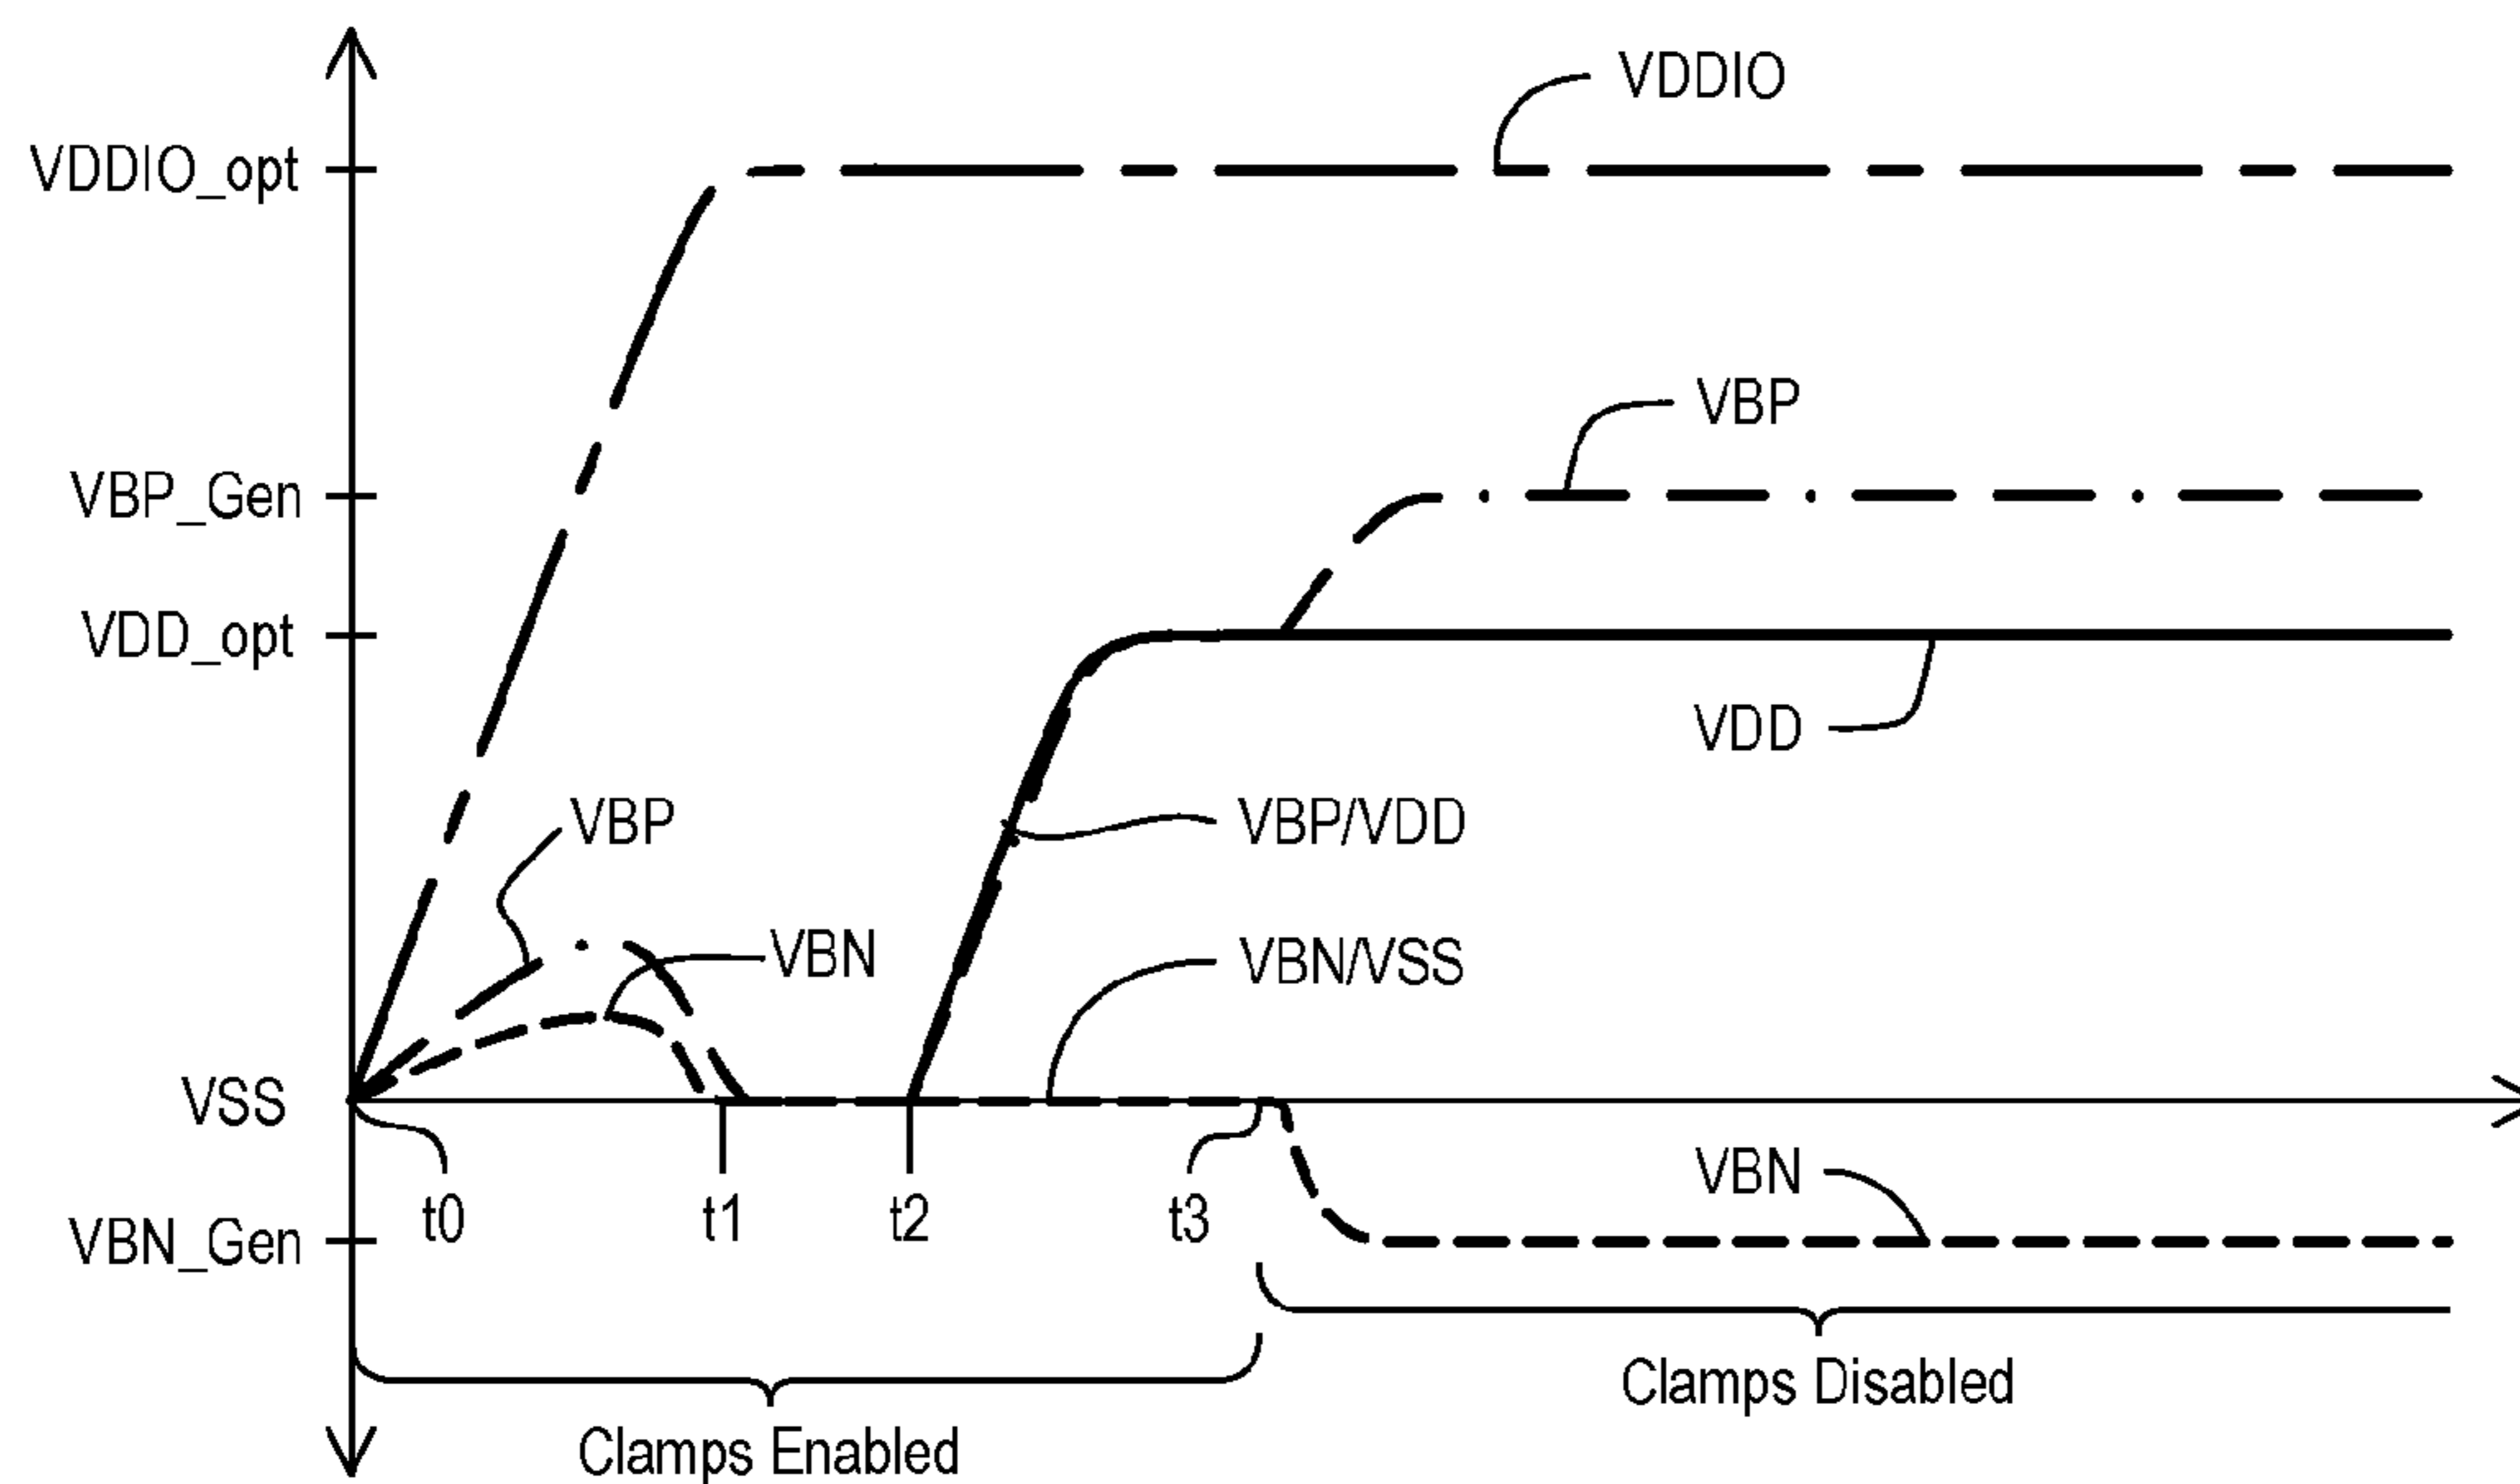 VDDIO
VDDIO_opt
VBP
VBP_Gen
VDD_opt
VDD
VBP
VBP/VDD
VBN
VBN/VSS
VSS
VBN
t0
t1
t2
t3
VBN_Gen
Clamps Disabled
Clamps Enabled